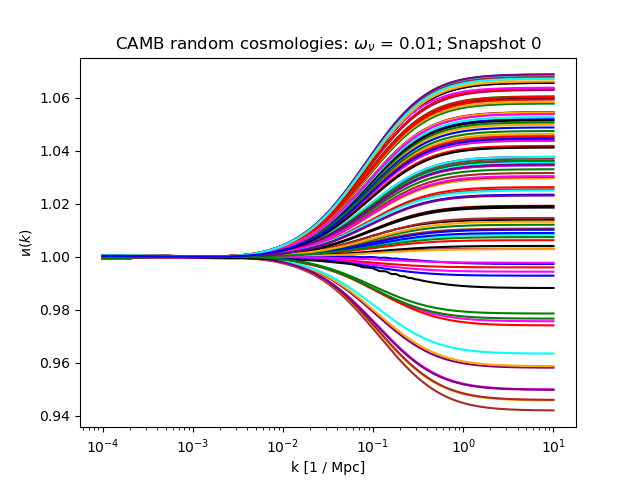 CAMB random cosmologies: ω_ν = 0.01; Snapshot 0
1.06
1.04
1.02
1.00
0.98
0.96
0.94
и(k)
10⁻⁴ 10⁻³ 10⁻² 10⁻¹ 10⁰ 10¹
k [1 / Mpc]